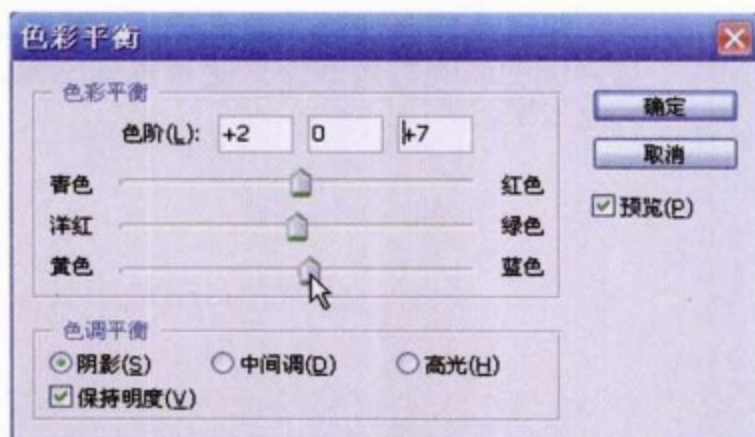 色彩平衡
色彩平衡
色阶(L): +2 0 +7
青色 红色
洋红 绿色
黄色 蓝色
确定
取消
预览(P)
色调平衡
阴影(S) 中间调(D) 高光(H)
保持明度(V)